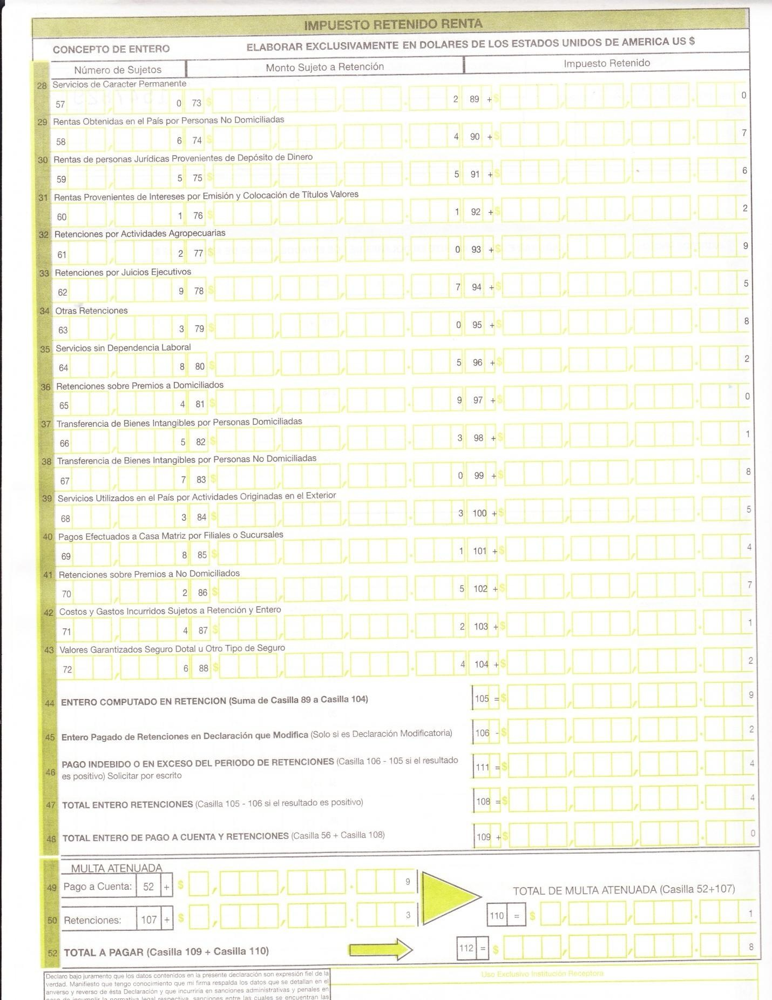 IMPUESTO RETENIDO RENTA
CONCEPTO DE ENTERO ELABORAR EXCLUSIVAMENTE EN DOLARES DE LOS ESTADOS UNIDOS DE AMERICA US $
Número de Sujetos Monto Sujeto a Retención Impuesto Retenido
28 Servicios de Caracter Permanente
57 0 73 $ , , . 2 89 +$ , , . 0
29 Rentas Obtenidas en el País por Personas No Domiciliadas
58 , 6 74 $ , , . 4 90 +$ , , . 7
30 Rentas de personas Jurídicas Provenientes de Depósito de Dinero
59 , 5 75 $ , , . 5 91 +$ , , . 6
31 Rentas Provenientes de Intereses por Emisión y Colocación de Títulos Valores
60 , 1 76 $ , , . 1 92 +$ , , . 2
32 Retenciones por Actividades Agropecuarias
61 , 2 77 $ , , . 0 93 +$ , , . 9
33 Retenciones por Juicios Ejecutivos
62 , 9 78 $ , , . 7 94 +$ , , . 5
34 Otras Retenciones
63 , 3 79 $ , , . 0 95 +$ , , . 8
35 Servicios sin Dependencia Laboral
64 , 8 80 $ , , . 5 96 +$ , , . 2
36 Retenciones sobre Premios a Domiciliados
65 , 4 81 $ , , . 9 97 +$ , , . 0
37 Transferencia de Bienes Intangibles por Personas Domiciliadas
66 , 5 82 $ , , . 3 98 +$ , , . 1
38 Transferencia de Bienes Intangibles por Personas No Domiciliadas
67 , 7 83 $ , , . 0 99 +$ , , . 8
39 Servicios Utilizados en el País por Actividades Originadas en el Exterior
68 , 3 84 $ , , . 3 100 +$ , , . 5
40 Pagos Efectuados a Casa Matriz por Filiales o Sucursales
69 , 8 85 $ , , . 1 101 +$ , , . 4
41 Retenciones sobre Premios a No Domiciliados
70 , 2 86 $ , , . 5 102 +$ , , . 7
42 Costos y Gastos Incurridos Sujetos a Retención y Entero
71 , 4 87 $ , , . 2 103 +$ , , . 1
43 Valores Garantizados Seguro Dotal u Otro Tipo de Seguro
72 , 6 88 $ , , . 4 104 +$ , , . 2
44 ENTERO COMPUTADO EN RETENCION (Suma de Casilla 89 a Casilla 104) 105 =$ , , . 9
45 Entero Pagado de Retenciones en Declaración que Modifica (Solo si es Declaración Modificatoria) 106 -$ , , . 2
46 PAGO INDEBIDO O EN EXCESO DEL PERIODO DE RETENCIONES (Casilla 106 - 105 si el resultado es positivo) Solicitar por escrito 111 =$ , , . 4
47 TOTAL ENTERO RETENCIONES (Casilla 105 - 106 si el resultado es positivo) 108 =$ , , . 4
48 TOTAL ENTERO DE PAGO A CUENTA Y RETENCIONES (Casilla 56 + Casilla 108) 109 +$ , , . 0
MULTA ATENUADA
49 Pago a Cuenta: 52 + $ , , . 9
TOTAL DE MULTA ATENUADA (Casilla 52+107)
50 Retenciones: 107 + $ , , . 3 110 = $ , , . 1
52 TOTAL A PAGAR (Casilla 109 + Casilla 110) 112 = $ , , . 8
Declaro bajo juramento que los datos contenidos en la presente declaración son expresión fiel de la
verdad. Manifiesto que tengo conocimiento que mi firma respalda los datos que se detallan en el
anverso y reverso de ésta Declaración y que incurriría en sanciones administrativas y penales en
caso de incumplir la normativa legal respectiva, sanciones entre las cuales se encuentran las
Uso Exclusivo Institución Receptora